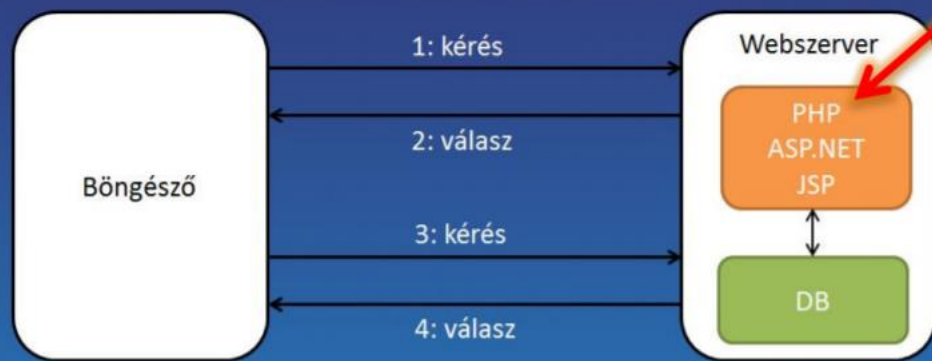 1: kérés
Webszerver
PHP
ASP.NET
JSP
2: válasz
Böngésző
3: kérés
DB
4: válasz